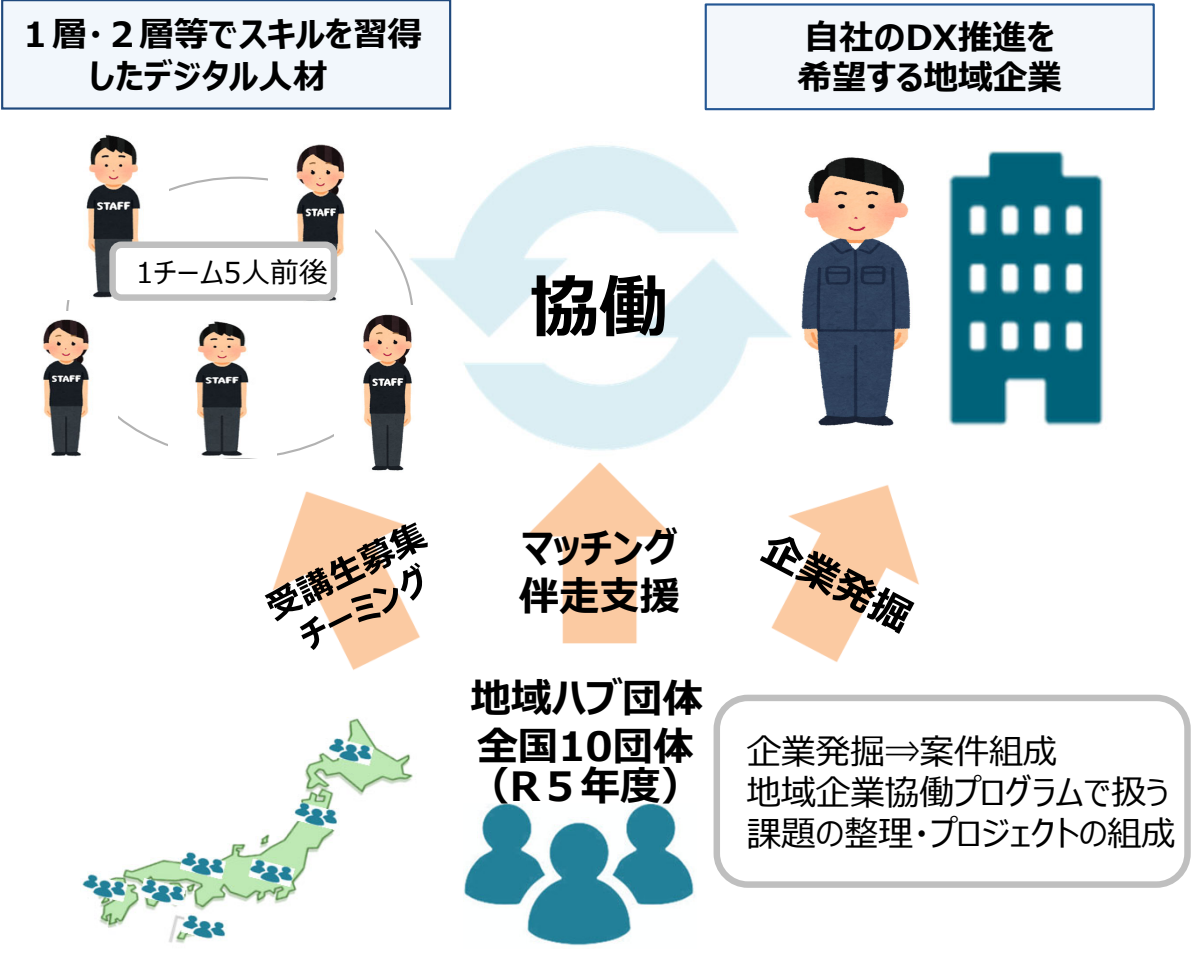 １層・２層等でスキルを習得
したデジタル人材
自社のDX推進を
希望する地域企業
STAFF
STAFF
1チーム5人前後
STAFF
STAFF
STAFF
協働
受講生募集
チーミング
マッチング
伴走支援
企業発掘
地域ハブ団体
全国10団体
（R５年度）
企業発掘⇒案件組成
地域企業協働プログラムで扱う
課題の整理・プロジェクトの組成